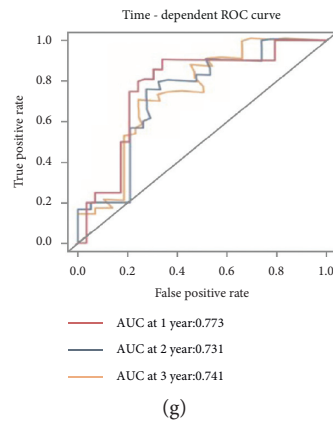 Time - dependent ROC curve
True positive rate
1.0
0.8
0.6
0.4
0.2
0.0
0.0 0.2 0.4 0.6 0.8 1.0
False positive rate
AUC at 1 year:0.773
AUC at 2 year:0.731
AUC at 3 year:0.741
(g)